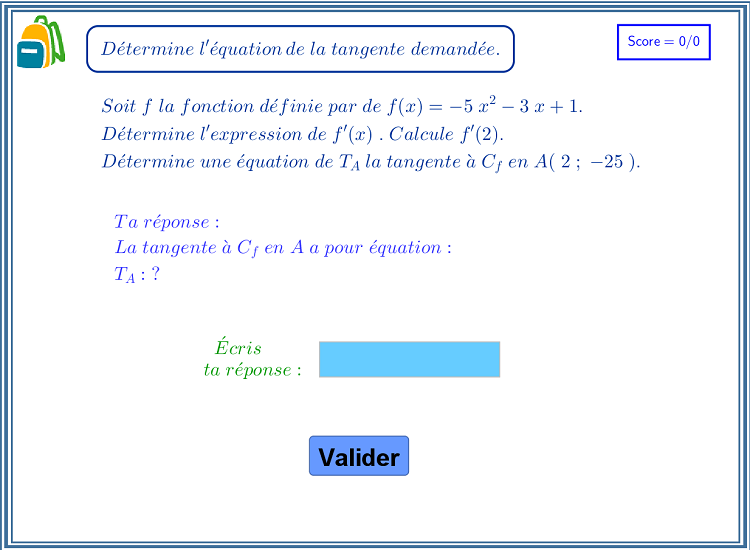 Détermine l'équation de la tangente demandée.
Score = 0/0
Soit f la fonction définie par de f(x) = −5 x² − 3 x + 1.
Détermine l'expression de f'(x) . Calcule f'(2).
Détermine une équation de T_A la tangente à C_f en A( 2 ; −25 ).
Ta réponse :
La tangente à C_f en A a pour équation :
T_A : ?
Écris
ta réponse :
Valider